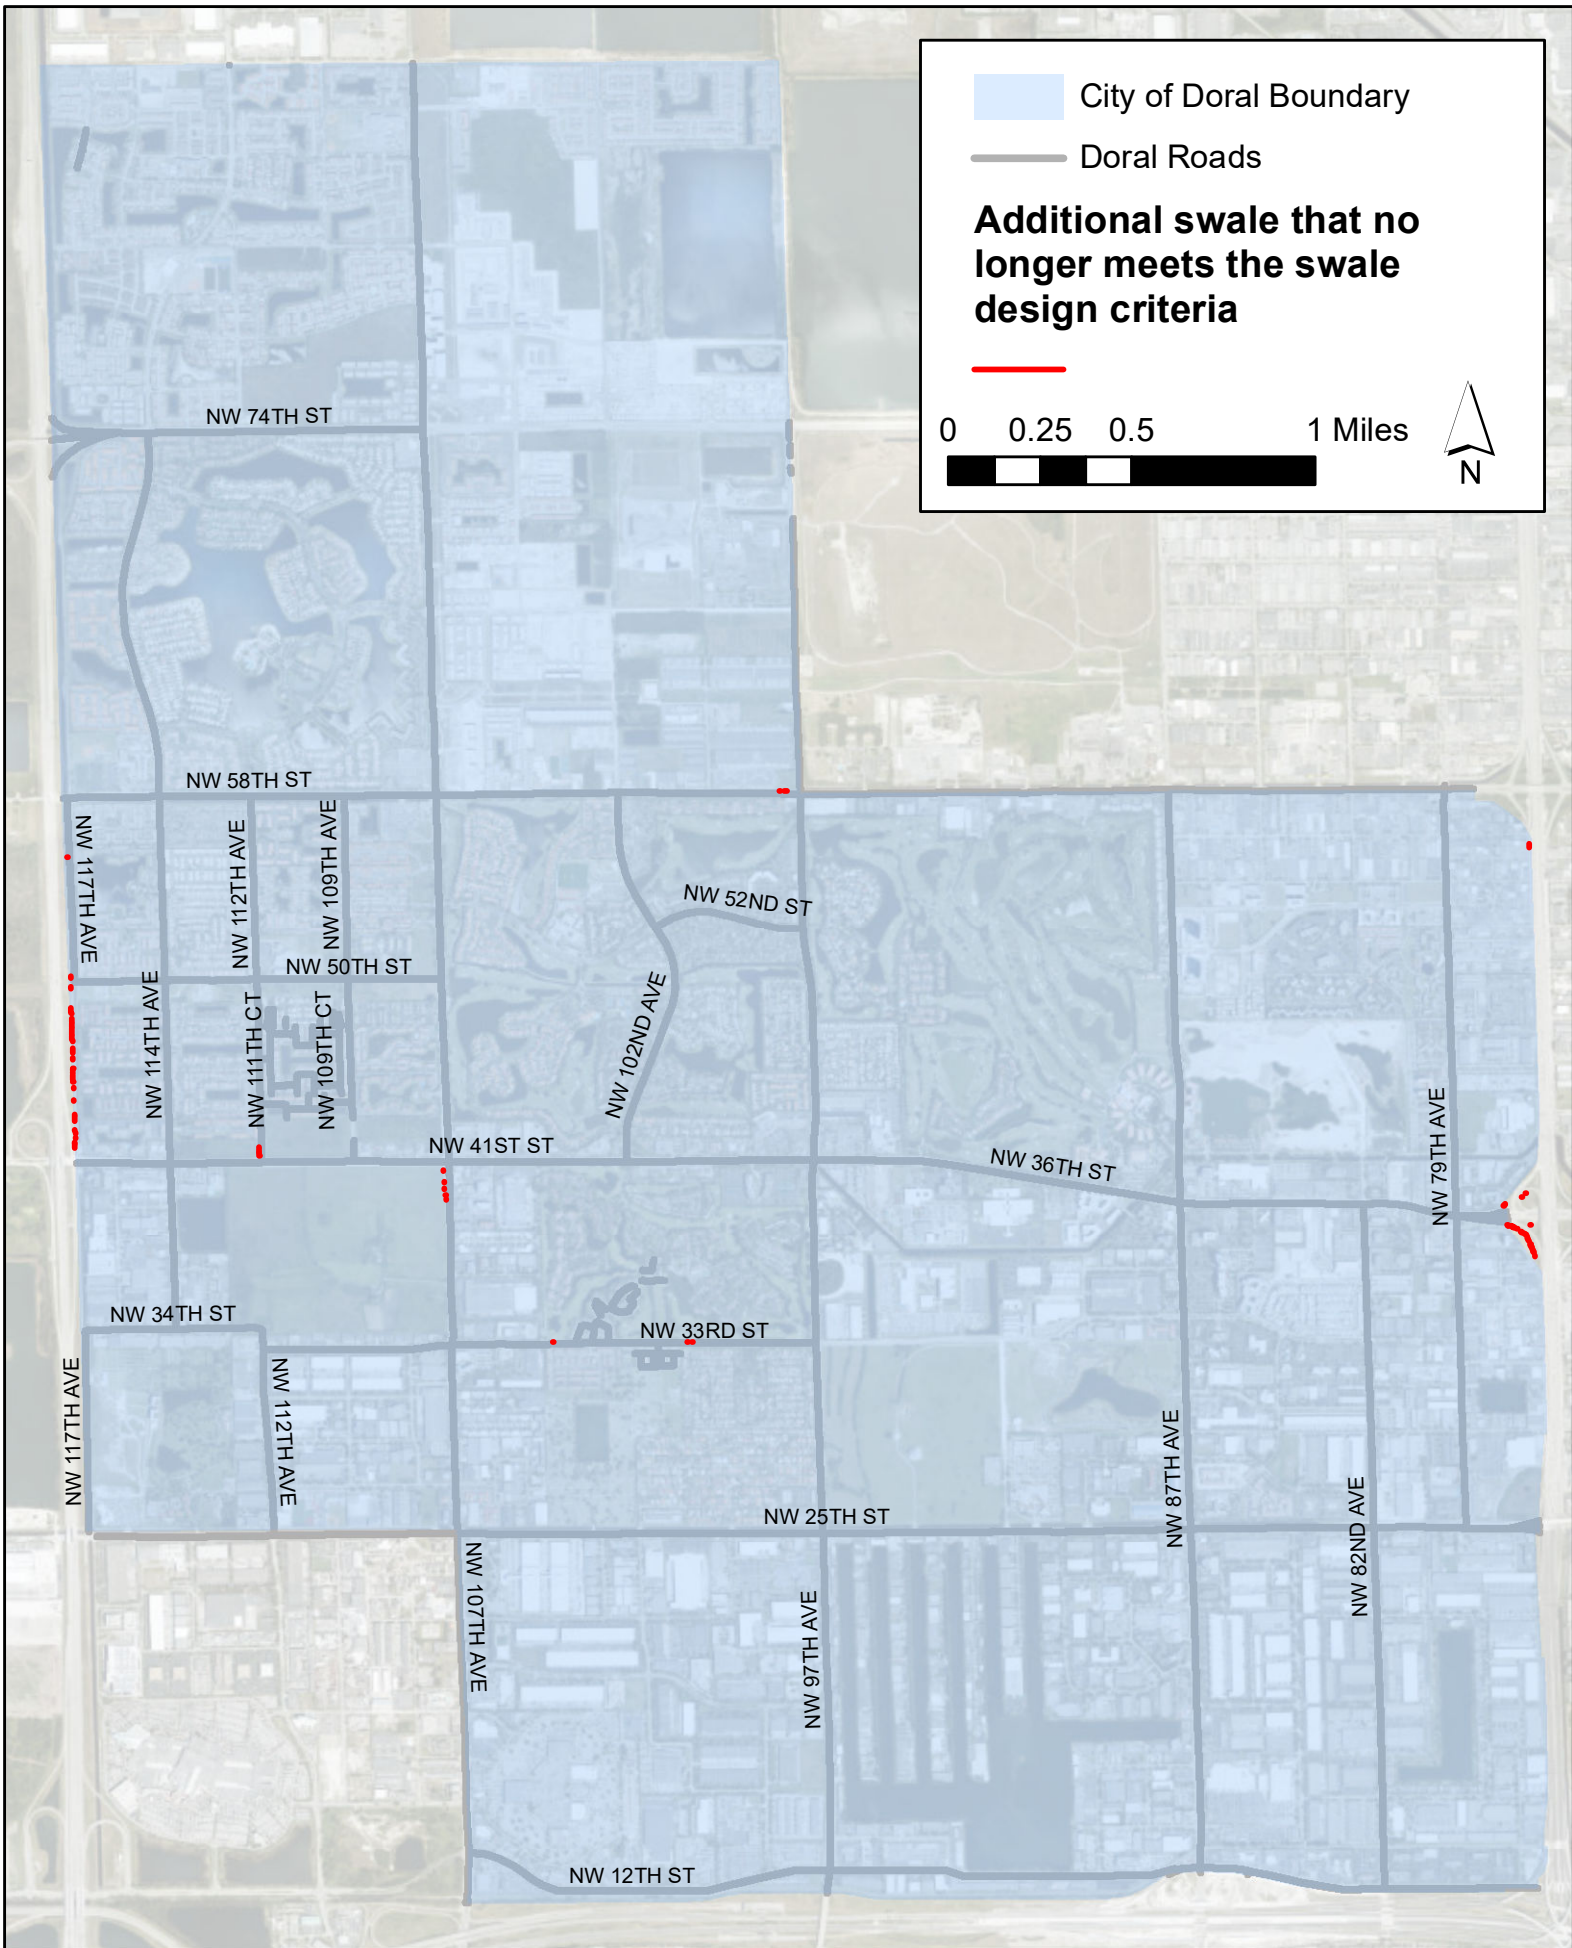 City of Doral Boundary
Doral Roads
Additional swale that no
longer meets the swale
design criteria
0 0.25 0.5 1 Miles
N
NW 74TH ST
NW 58TH ST
NW 117TH AVE
NW 112TH AVE
NW 109TH AVE
NW 52ND ST
NW 50TH ST
NW 114TH AVE
NW 111TH CT
NW 109TH CT
NW 102ND AVE
NW 41ST ST
NW 36TH ST
NW 79TH AVE
NW 34TH ST
NW 33RD ST
NW 117TH AVE
NW 112TH AVE
NW 87TH AVE
NW 82ND AVE
NW 25TH ST
NW 107TH AVE
NW 97TH AVE
NW 12TH ST